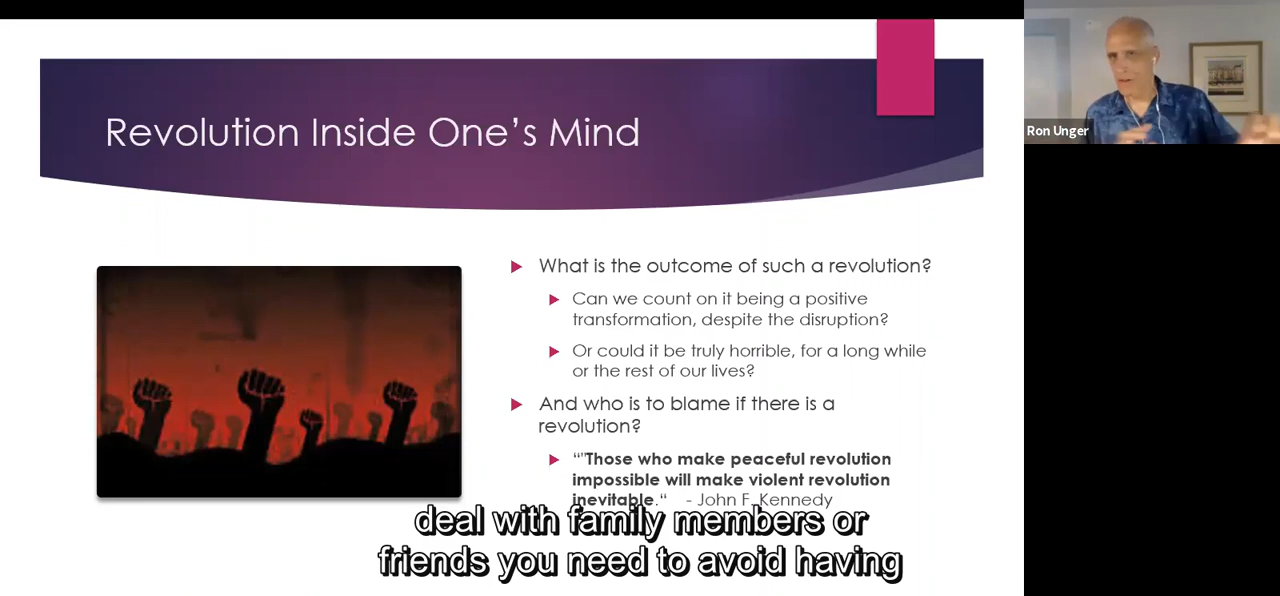 Revolution Inside One's Mind
Ron Unger
What is the outcome of such a revolution?
Can we count on it being a positive
transformation, despite the disruption?
Or could it be truly horrible, for a long while
or the rest of our lives?
And who is to blame if there is a
revolution?
“"Those who make peaceful revolution
impossible will make violent revolution
inevitable.“ - John F. Kennedy
deal with family members or
friends you need to avoid having